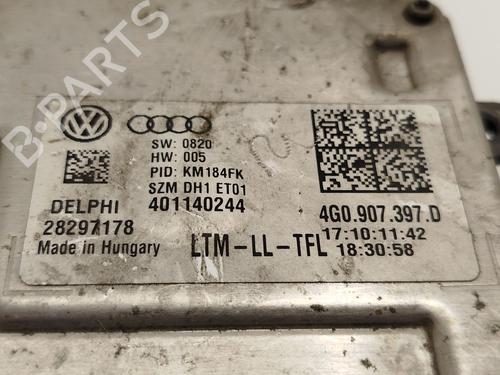 B-PARTS
SW: 0820
HW: 005
PID: KM184FK
SZM DH1 ET01
DELPHI 401140244
28297178
Made in Hungary
LTM-LL-TFL
4G0.907.397.D
17:10:11:42
18:30:58